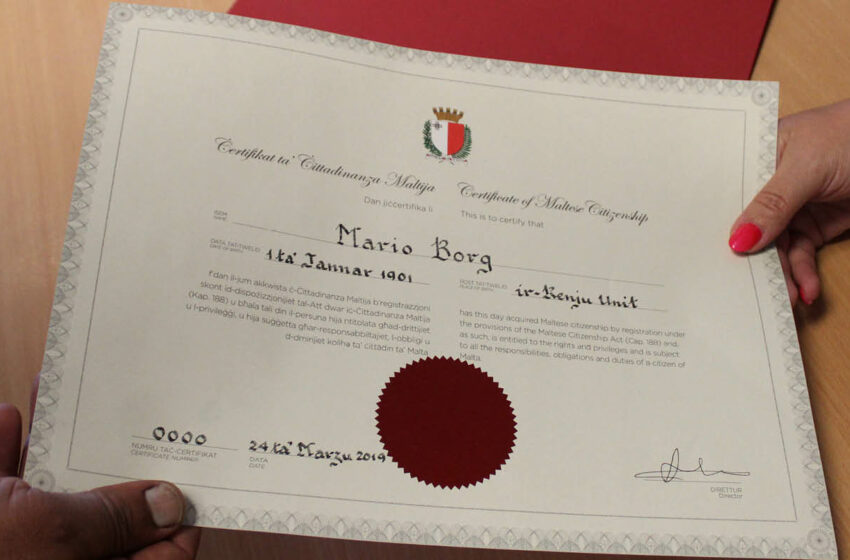 Ċertifikat ta' Ċittadinanza Maltija
Dan jiċċertifika li
Certificate of Maltese Citizenship
This is to certify that
ISEM
NAME
Mario Borg
DATA TAT-TWELID
DATE OF BIRTH
1 ta' Jannar 1901
POST TAT-TWELID
PLACE OF BIRTH
ir-Renju Unit
f'dan il-jum akkwista ċ-Ċittadinanza Maltija b'reġistrazzjoni
skont id-dispożizzjonijiet tal-Att dwar iċ-Ċittadinanza Maltija
(Kap. 188) u bħala tali din il-persuna hija ntitolata għad-drittijiet
u l-privileġġi, u hija suġġetta għar-responsabbiltajiet, l-obbligi u
d-dmirijiet kollha ta' ċittadin ta' Malta.
has this day acquired Maltese citizenship by registration under
the provisions of the Maltese Citizenship Act (Cap. 188) and,
as such, is entitled to the rights and privileges and is subject
to all the responsibilities, obligations and duties of a citizen of
Malta.
0000
NUMRU TAĊ-ĊERTIFIKAT
CERTIFICATE NUMBER
24 ta' Marzu 2019
DATA
DATE
DIRETTUR
Director